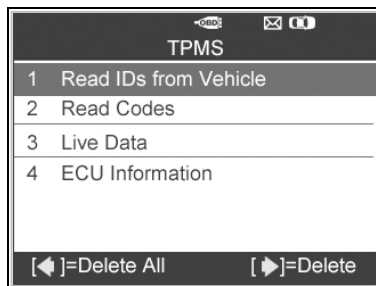 OBD
TPMS
1 Read IDs from Vehicle
2 Read Codes
3 Live Data
4 ECU Information
[◀]=Delete All [▶]=Delete